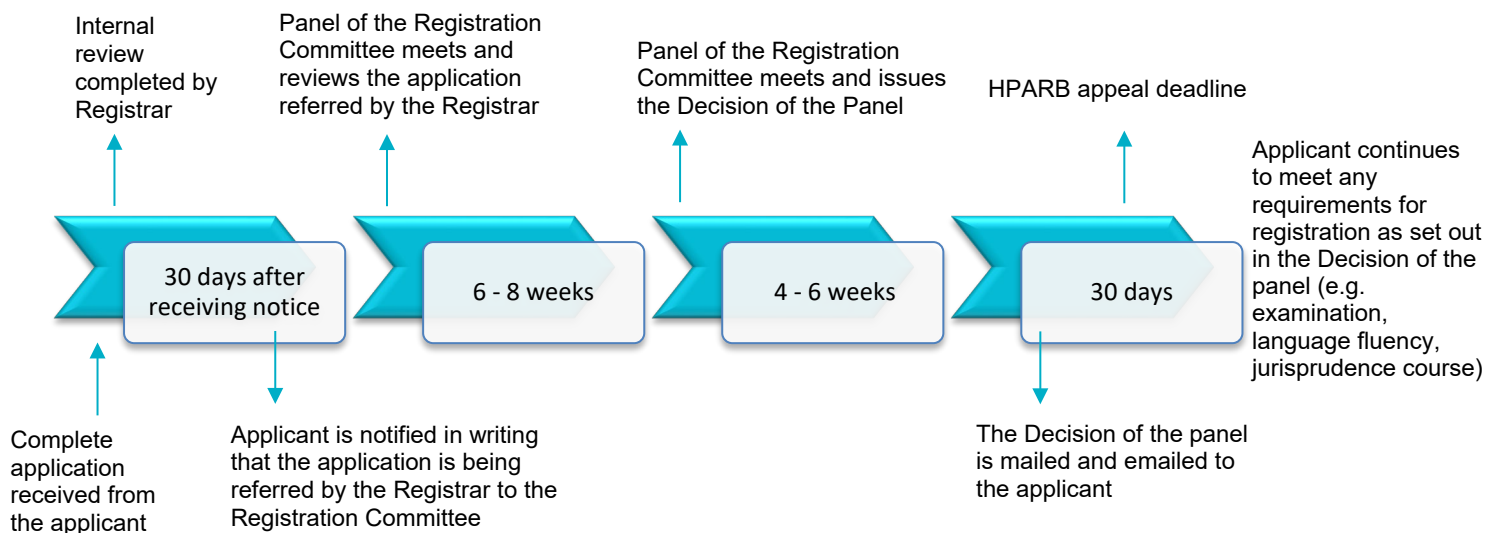 Internal
review
completed by
Registrar
Panel of the Registration
Committee meets and
reviews the application
referred by the Registrar
Panel of the Registration
Committee meets and issues
the Decision of the Panel
HPARB appeal deadline
Applicant continues
to meet any
requirements for
registration as set out
in the Decision of the
panel (e.g.
examination,
language fluency,
jurisprudence course)
30 days after
receiving notice
6 - 8 weeks
4 - 6 weeks
30 days
Complete
application
received from
the applicant
Applicant is notified in writing
that the application is being
referred by the Registrar to the
Registration Committee
The Decision of the panel
is mailed and emailed to
the applicant